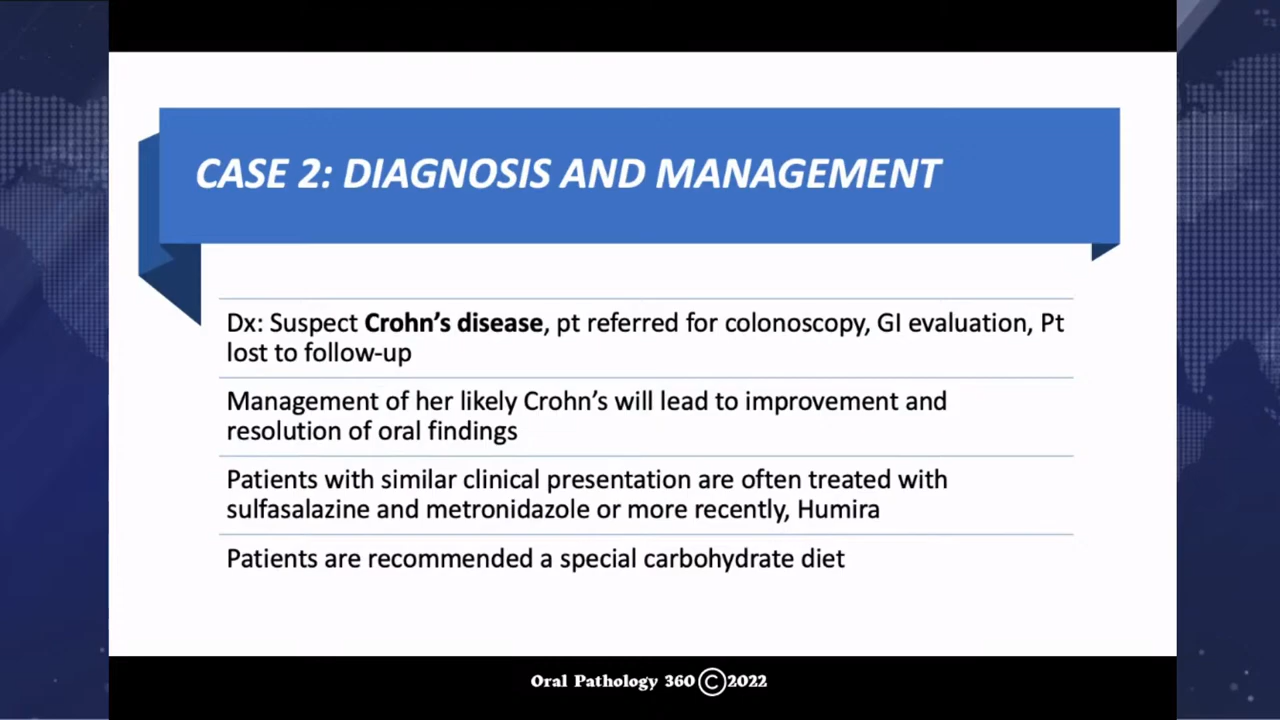 CASE 2: DIAGNOSIS AND MANAGEMENT
Dx: Suspect Crohn’s disease, pt referred for colonoscopy, GI evaluation, Pt
lost to follow-up
Management of her likely Crohn’s will lead to improvement and
resolution of oral findings
Patients with similar clinical presentation are often treated with
sulfasalazine and metronidazole or more recently, Humira
Patients are recommended a special carbohydrate diet
Oral Pathology 360 ©2022